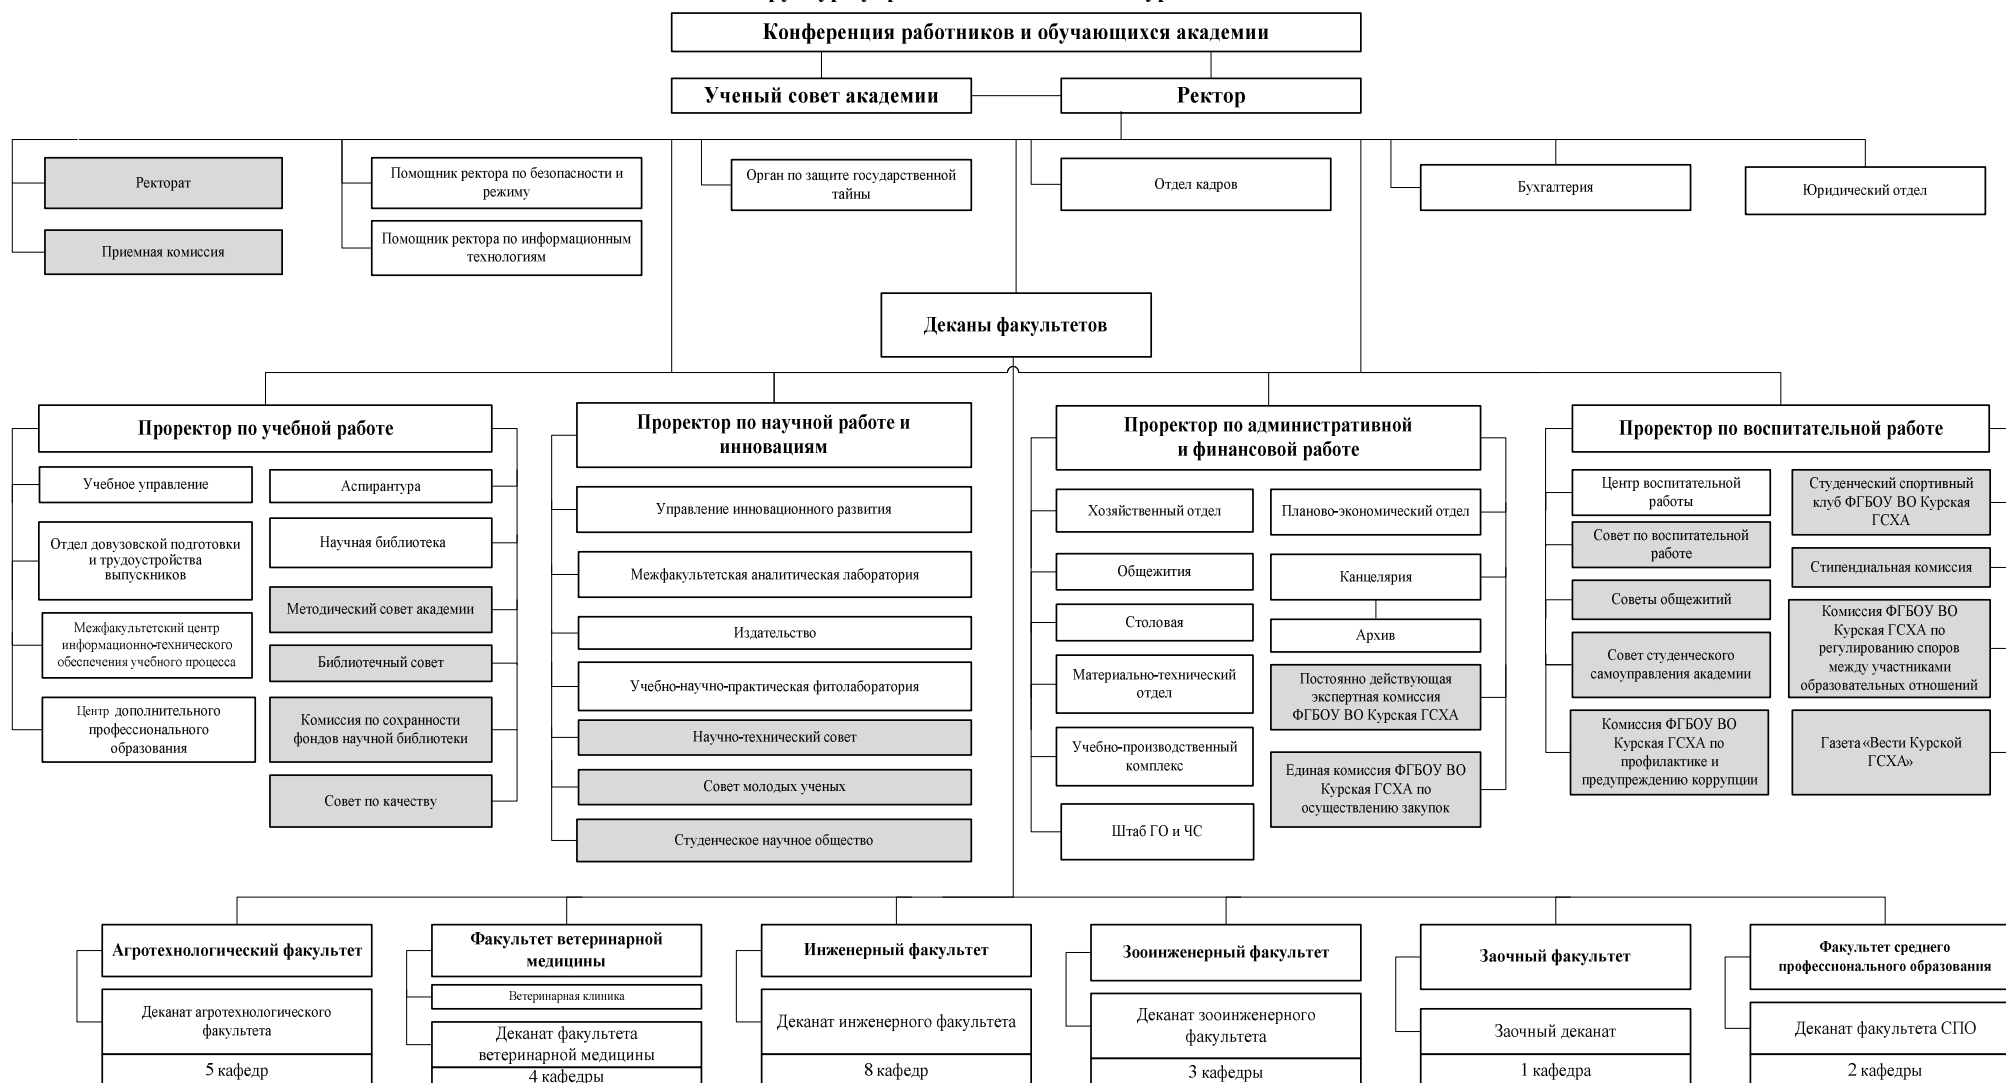 Конференция работников и обучающихся академии
Ученый совет академии
Ректор
Ректорат
Приемная комиссия
Помощник ректора по безопасности и
режиму
Помощник ректора по информационным
технологиям
Орган по защите государственной
тайны
Отдел кадров
Бухгалтерия
Юридический отдел
Деканы факультетов
Проректор по учебной работе
Учебное управление
Отдел довузовской подготовки
и трудоустройства
выпускников
Межфакультетский центр
информационно-технического
обеспечения учебного процесса
Центр дополнительного
профессионального
образования
Аспирантура
Научная библиотека
Методический совет академии
Библиотечный совет
Комиссия по сохранности
фондов научной библиотеки
Совет по качеству
Проректор по научной работе и
инновациям
Управление инновационного развития
Межфакультетская аналитическая лаборатория
Издательство
Учебно-научно-практическая фитолаборатория
Научно-технический совет
Совет молодых ученых
Студенческое научное общество
Проректор по административной
и финансовой работе
Хозяйственный отдел
Общежития
Столовая
Материально-технический
отдел
Учебно-производственный
комплекс
Штаб ГО и ЧС
Планово-экономический отдел
Канцелярия
Архив
Постоянно действующая
экспертная комиссия
ФГБОУ ВО Курская ГСХА
Единая комиссия ФГБОУ ВО
Курская ГСХА по
осуществлению закупок
Проректор по воспитательной работе
Центр воспитательной
работы
Совет по воспитательной
работе
Советы общежитий
Совет студенческого
самоуправления академии
Комиссия ФГБОУ ВО
Курская ГСХА по
профилактике и
предупреждению коррупции
Студенческий спортивный
клуб ФГБОУ ВО Курская
ГСХА
Стипендиальная комиссия
Комиссия ФГБОУ ВО
Курская ГСХА по
регулированию споров
между участниками
образовательных отношений
Газета «Вести Курской
ГСХА»
Агротехнологический факультет
Деканат агротехнологического
факультета
5 кафедр
Факультет ветеринарной
медицины
Ветеринарная клиника
Деканат факультета
ветеринарной медицины
4 кафедры
Инженерный факультет
Деканат инженерного факультета
8 кафедр
Зооинженерный факультет
Деканат зооинженерного
факультета
3 кафедры
Заочный факультет
Заочный деканат
1 кафедра
Факультет среднего
профессионального образования
Деканат факультета СПО
2 кафедры